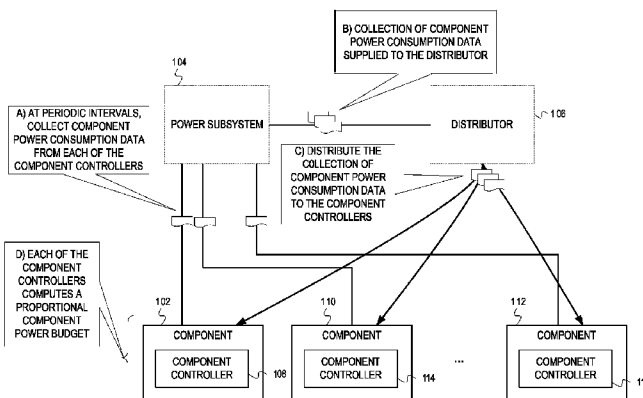 B) COLLECTION OF COMPONENT
POWER CONSUMPTION DATA
SUPPLIED TO THE DISTRIBUTOR
104
A) AT PERIODIC INTERVALS,
COLLECT COMPONENT
POWER CONSUMPTION DATA
FROM EACH OF THE
COMPONENT CONTROLLERS
POWER SUBSYSTEM
DISTRIBUTOR
106
C) DISTRIBUTE THE
COLLECTION OF
COMPONENT POWER
CONSUMPTION DATA
TO THE COMPONENT
CONTROLLERS
D) EACH OF THE
COMPONENT
CONTROLLERS
COMPUTES A
PROPORTIONAL
COMPONENT
POWER BUDGET
102
110
112
COMPONENT
COMPONENT
COMPONENT
COMPONENT
CONTROLLER
COMPONENT
CONTROLLER
...
COMPONENT
CONTROLLER
108
114